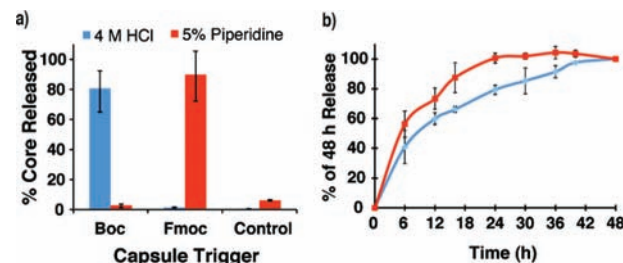 a)
4 M HCl 5% Piperidine
% Core Released
100
80
60
40
20
0
Boc Fmoc Control
Capsule Trigger
b)
% of 48 h Release
100
80
60
40
20
0
0 6 12 18 24 30 36 42 48
Time (h)